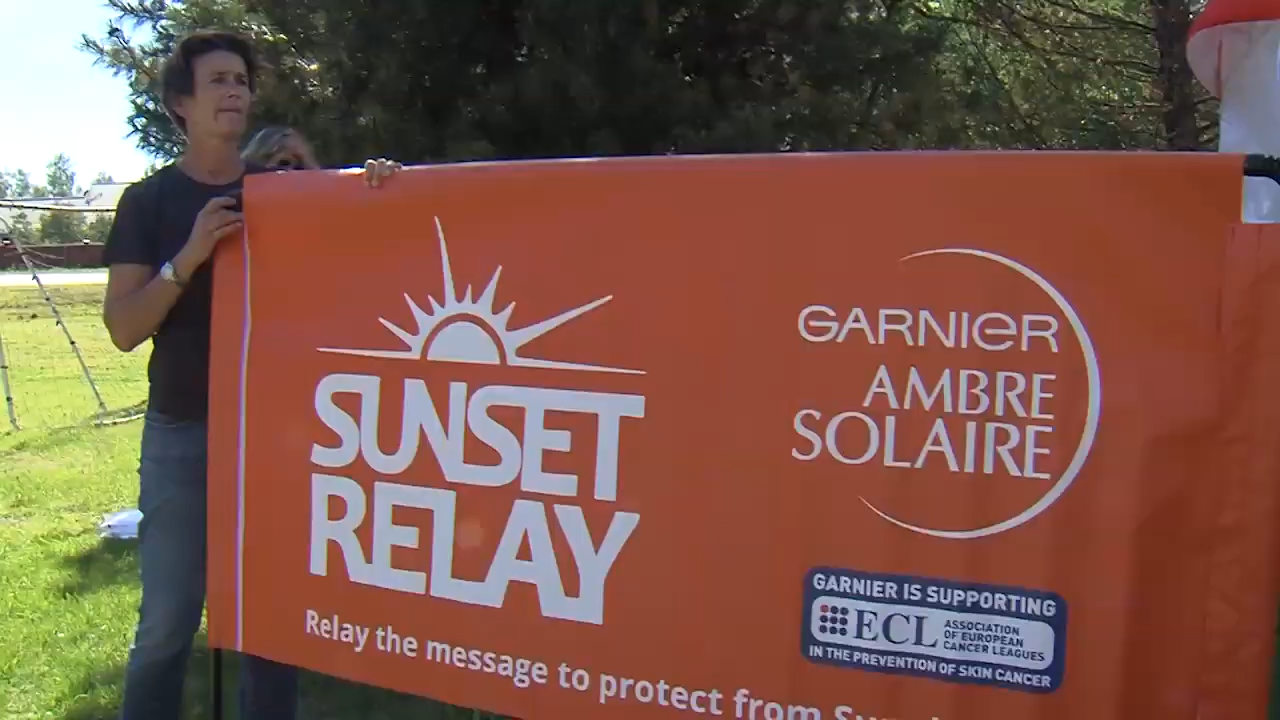 SUNSET
RELAY
Relay the message to protect from
GARNIER
AMBRE
SOLAIRE
GARNIER IS SUPPORTING
ECL
ASSOCIATION
OF EUROPEAN
CANCER LEAGUES
IN THE PREVENTION OF SKIN CANCER